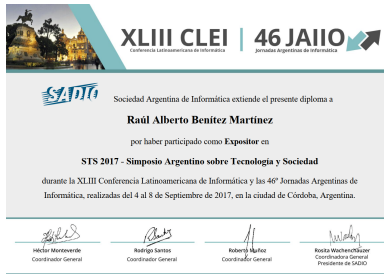 XLIII CLEI | 46 JAIIO
Conferencia Latinoamericana de Informática Jornadas Argentinas de Informática
SADIO
Sociedad Argentina de Informática extiende el presente diploma a
Raúl Alberto Benítez Martínez
por haber participado como Expositor en
STS 2017 - Simposio Argentino sobre Tecnología y Sociedad
durante la XLIII Conferencia Latinoamericana de Informática y las 46º Jornadas Argentinas de
Informática, realizadas del 4 al 8 de Septiembre de 2017, en la ciudad de Córdoba, Argentina.
Héctor Monteverde Rodrigo Santos Roberto Muñoz Rosita Wachenchauzer
Coordinador General Coordinador General Coordinador General Coordinadora General
Presidente de SADIO